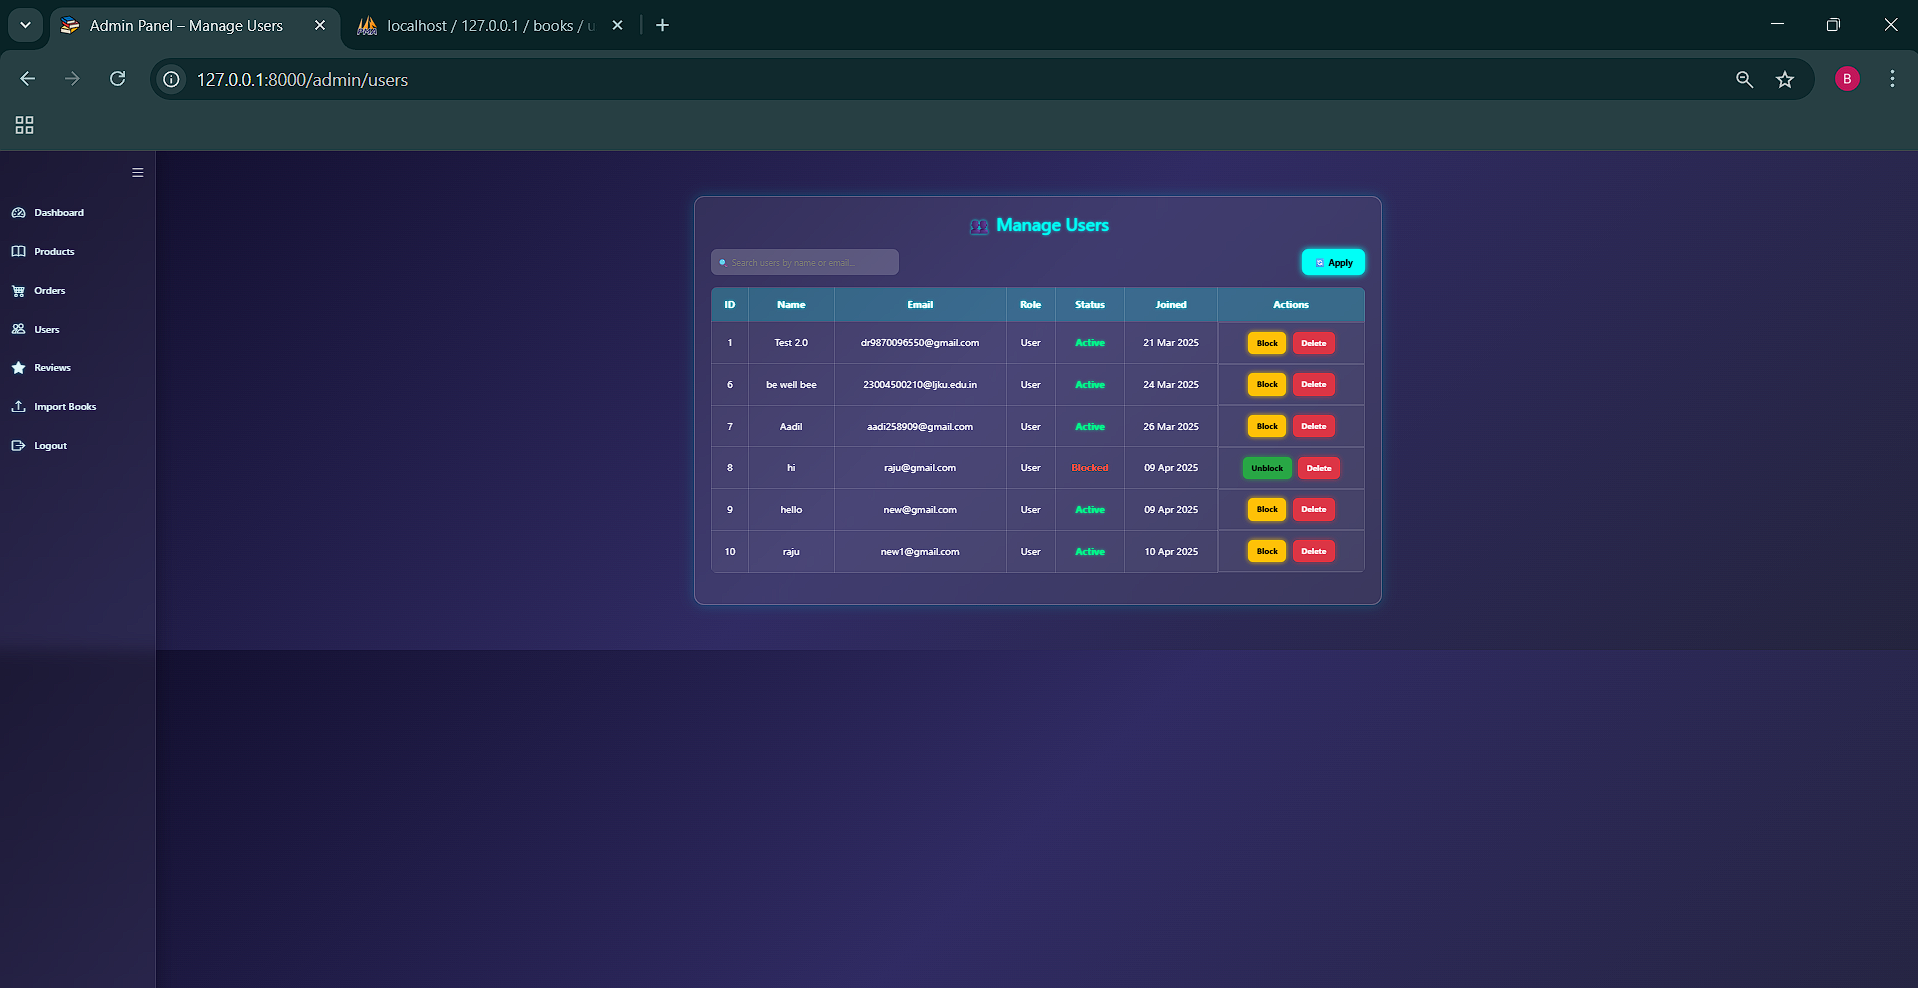 Admin Panel – Manage Users
localhost / 127.0.0.1 / books / u
127.0.0.1:8000/admin/users
B
Dashboard
Products
Orders
Users
Reviews
Import Books
Logout
Manage Users
Search users by name or email...
Apply
ID Name Email Role Status Joined Actions
1 Test 2.0 dr9870096550@gmail.com User Active 21 Mar 2025 Block Delete
6 be well bee 23004500210@ljku.edu.in User Active 24 Mar 2025 Block Delete
7 Aadil aadi258909@gmail.com User Active 26 Mar 2025 Block Delete
8 hi raju@gmail.com User Blocked 09 Apr 2025 Unblock Delete
9 hello new@gmail.com User Active 09 Apr 2025 Block Delete
10 raju new1@gmail.com User Active 10 Apr 2025 Block Delete